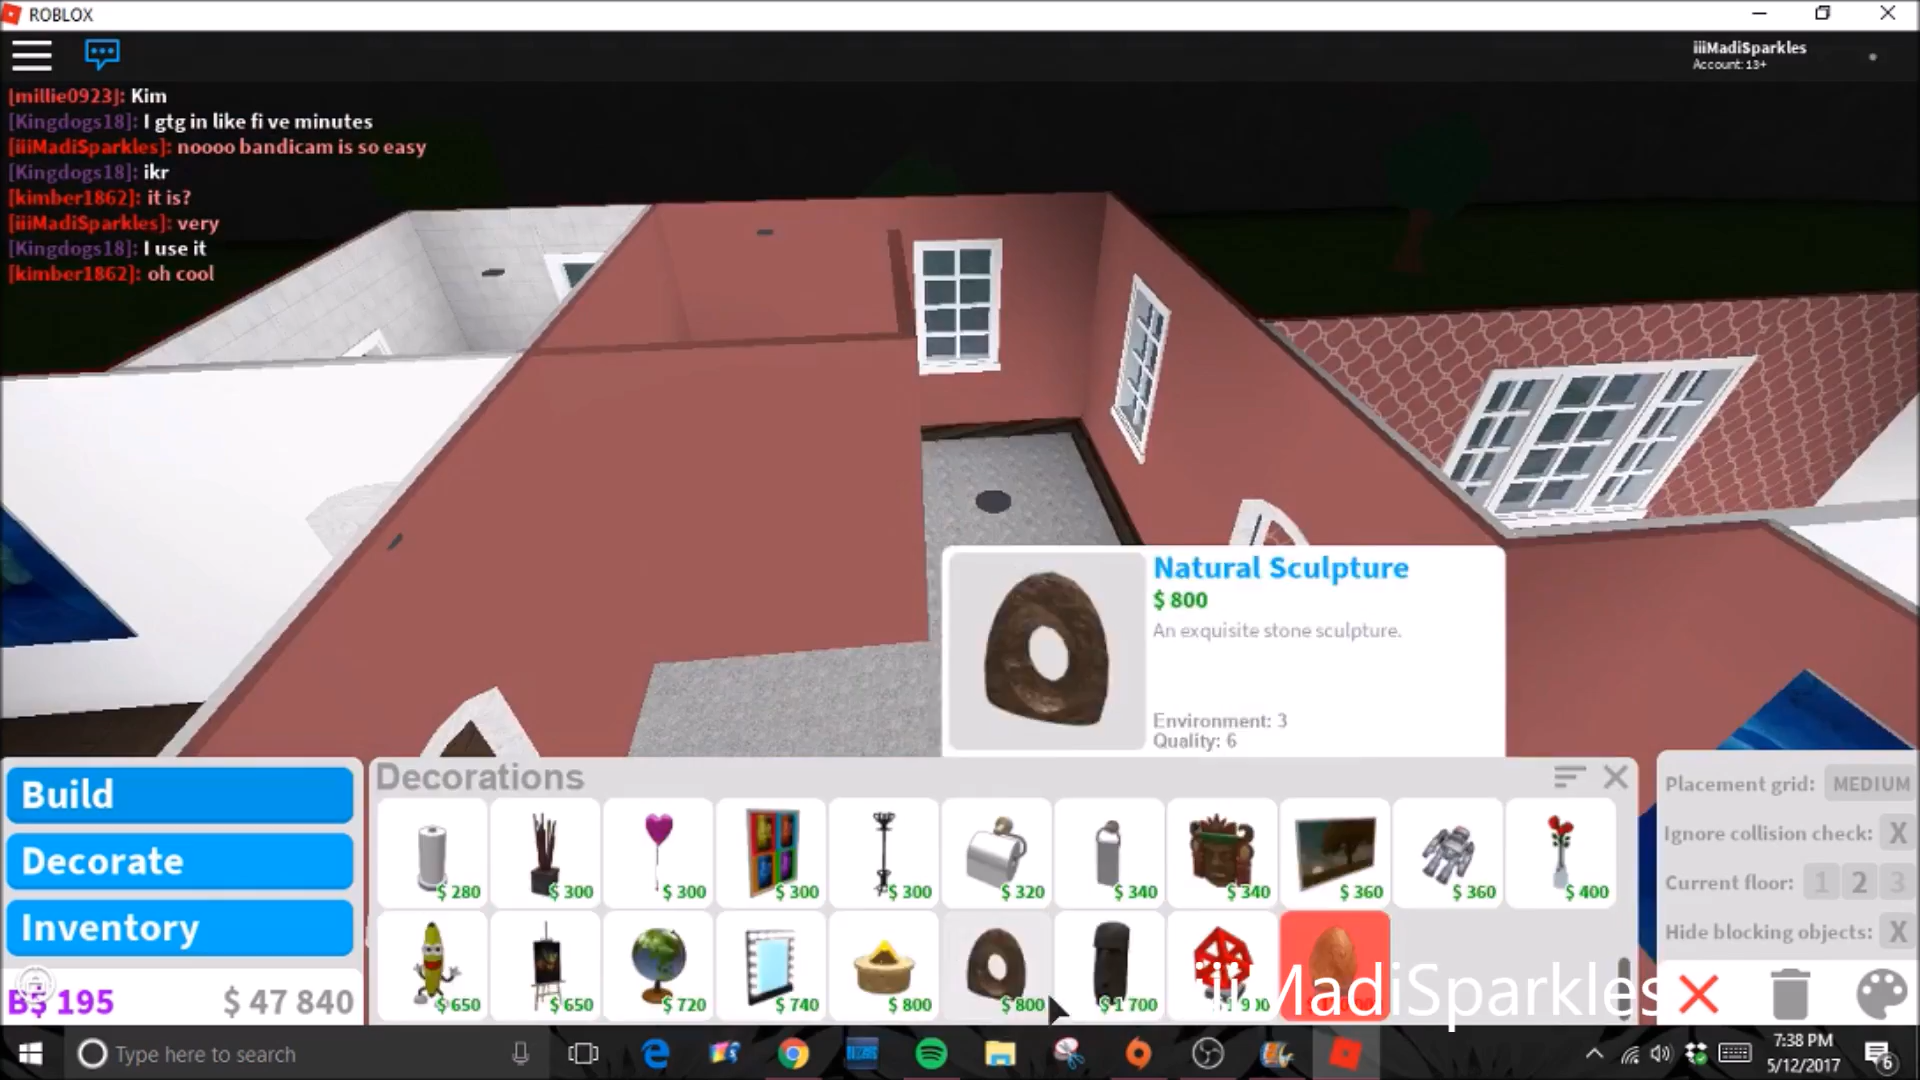 ROBLOX
iiiMadiSparkles
Account: 13+
[millie0923]: Kim
[Kingdogs18]: I gtg in like fi ve minutes
[iiiMadiSparkles]: noooo bandicam is so easy
[Kingdogs18]: ikr
[kimber1862]: it is?
[iiiMadiSparkles]: very
[Kingdogs18]: I use it
[kimber1862]: oh cool
Natural Sculpture
$ 800
An exquisite stone sculpture.
Environment: 3
Quality: 6
Build
Decorate
Inventory
B$ 195
$ 47 840
Decorations
$ 280
$ 300
$ 300
$ 300
$ 300
$ 320
$ 340
$ 340
$ 360
$ 360
$ 400
$ 650
$ 650
$ 720
$ 740
$ 800
$ 800
$ 1 700
Placement grid: MEDIUM
Ignore collision check: X
Current floor: 1 2 3
Hide blocking objects: X
iiiMadiSparkles
Type here to search
7:38 PM
5/12/2017
6